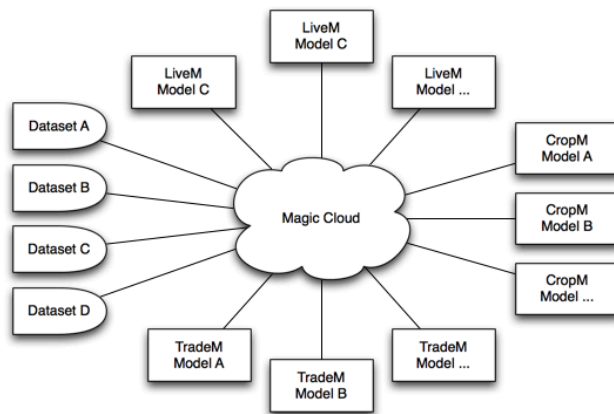 LiveM
Model C
LiveM
Model C
LiveM
Model ...
Dataset A
Dataset B
Dataset C
Dataset D
Magic Cloud
CropM
Model A
CropM
Model B
CropM
Model ...
TradeM
Model A
TradeM
Model B
TradeM
Model ...